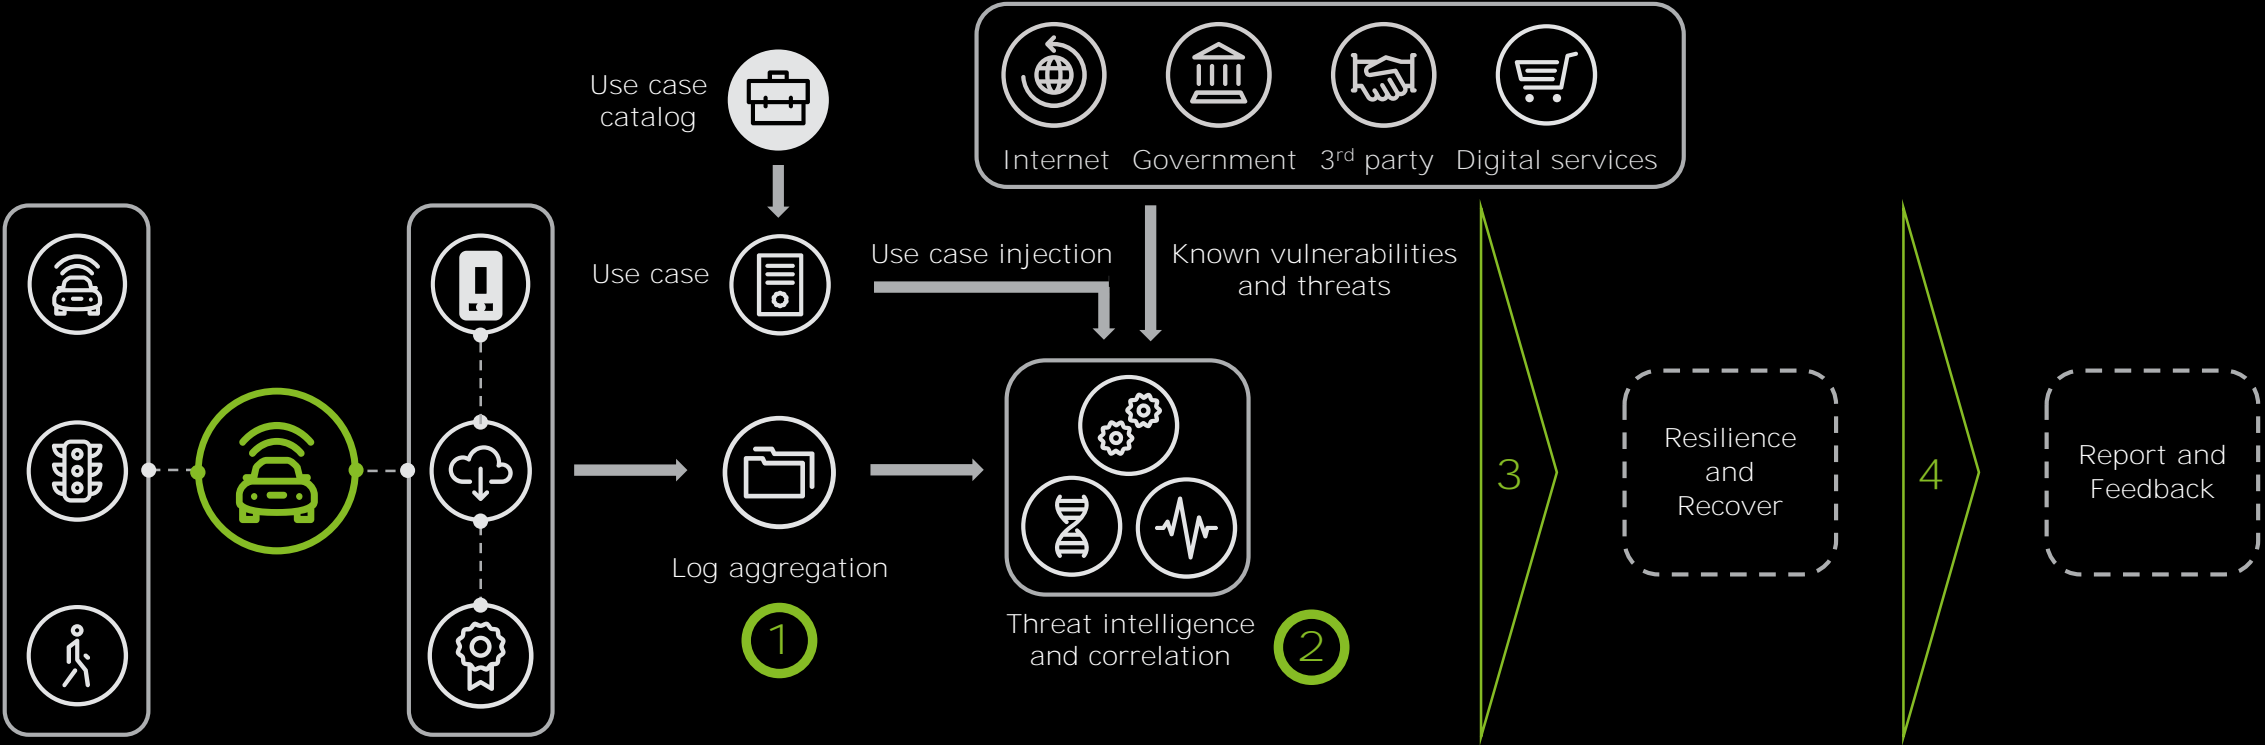 Use case
catalog
Internet
Government
3rd party
Digital services
Use case
Use case injection
Known vulnerabilities
and threats
Log aggregation
1
Threat intelligence
and correlation
2
3
Resilience
and
Recover
4
Report and
Feedback